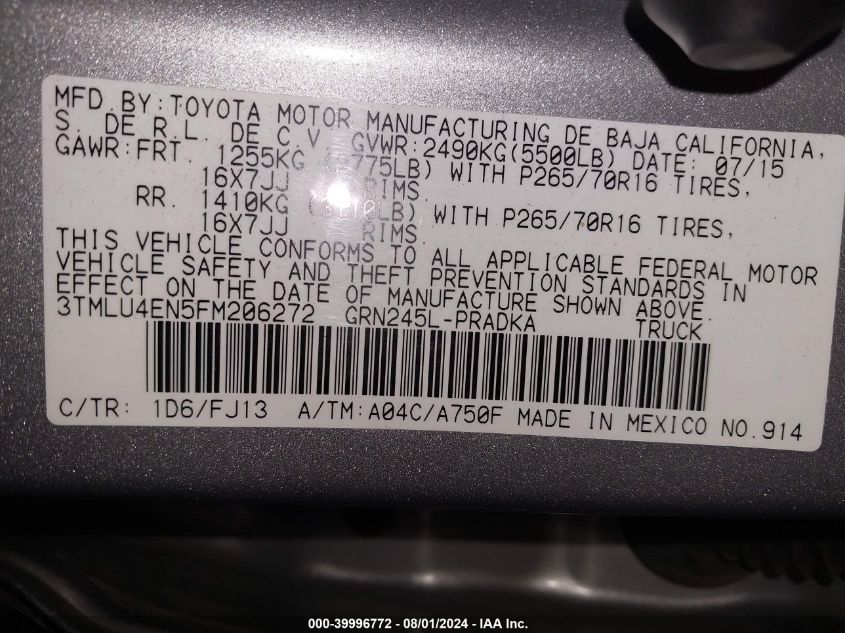 MFD. BY: TOYOTA MOTOR MANUFACTURING DE BAJA CALIFORNIA,
S. DE R.L. DE C.V. GVWR:2490KG(5500LB) DATE: 07/15
GAWR:FRT. 1255KG 775LB) WITH P265/70R16 TIRES,
16X7JJ RIMS.
RR. 1410KG LB) WITH P265/70R16 TIRES,
16X7JJ RIMS.
THIS VEHICLE CONFORMS TO ALL APPLICABLE FEDERAL MOTOR
VEHICLE SAFETY AND THEFT PREVENTION STANDARDS IN
EFFECT ON THE DATE OF MANUFACTURE SHOWN ABOVE.
3TMLU4EN5FM206272 GRN245L-PRADKA TRUCK
C/TR: 1D6/FJ13 A/TM:A04C/A750F MADE IN MEXICO NO.914
000-39996772 - 08/01/2024 - IAA Inc.